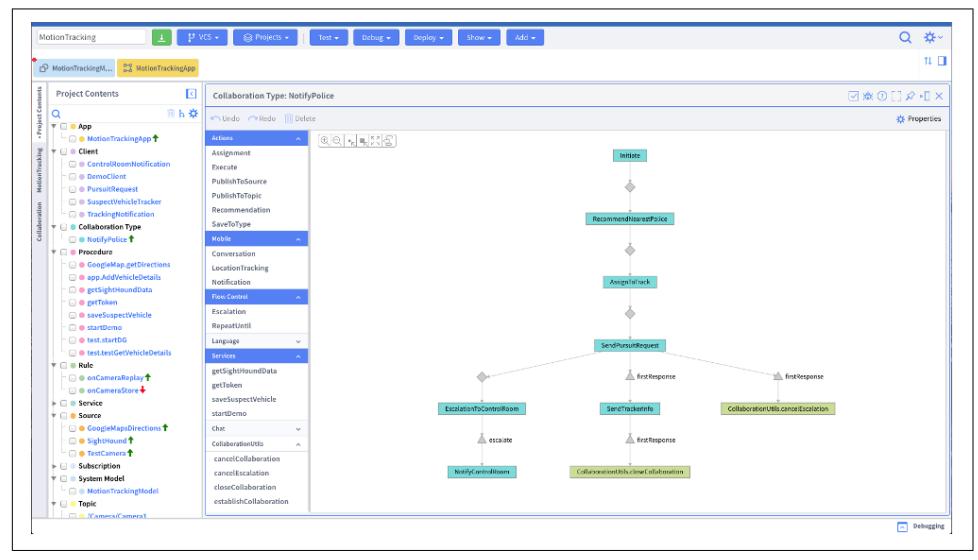 MotionTracking
VCS
Projects
Test
Debug
Deploy
Show
Add
MotionTrackingM...
MotionTrackingApp
Project Contents
MotionTracking
Collaboration
Project Contents
App
MotionTrackingApp
Client
ControlRoomNotification
DemoClient
PursuitRequest
SuspectVehicleTracker
TrackingNotification
Collaboration Type
NotifyPolice
Procedure
GoogleMap.getDirections
app.AddVehicleDetails
getSightHoundData
getToken
saveSuspectVehicle
startDemo
test.startDG
test.testGetVehicleDetails
Rule
onCameraReplay
onCameraStore
Service
Source
GoogleMapsDirections
SightHound
TestCamera
Subscription
System Model
MotionTrackingModel
Topic
Collaboration Type: NotifyPolice
Undo
Redo
Delete
Properties
Actions
Assignment
Execute
PublishToSource
PublishToTopic
Recommendation
SaveToType
Mobile
Conversation
LocationTracking
Notification
Flow Control
Escalation
RepeatUntil
Language
Services
getSightHoundData
getToken
saveSuspectVehicle
startDemo
Chat
CollaborationUtils
cancelCollaboration
cancelEscalation
closeCollaboration
establishCollaboration
Initiate
RecommendNearestPolice
AssignToTrack
SendPursuitRequest
firstResponse
firstResponse
EscalationToControlRoom
SendTrackerInfo
CollaborationUtils.cancelEscalation
escalate
firstResponse
NotifyControlRoom
CollaborationUtils.closeCollaboration
Debugging